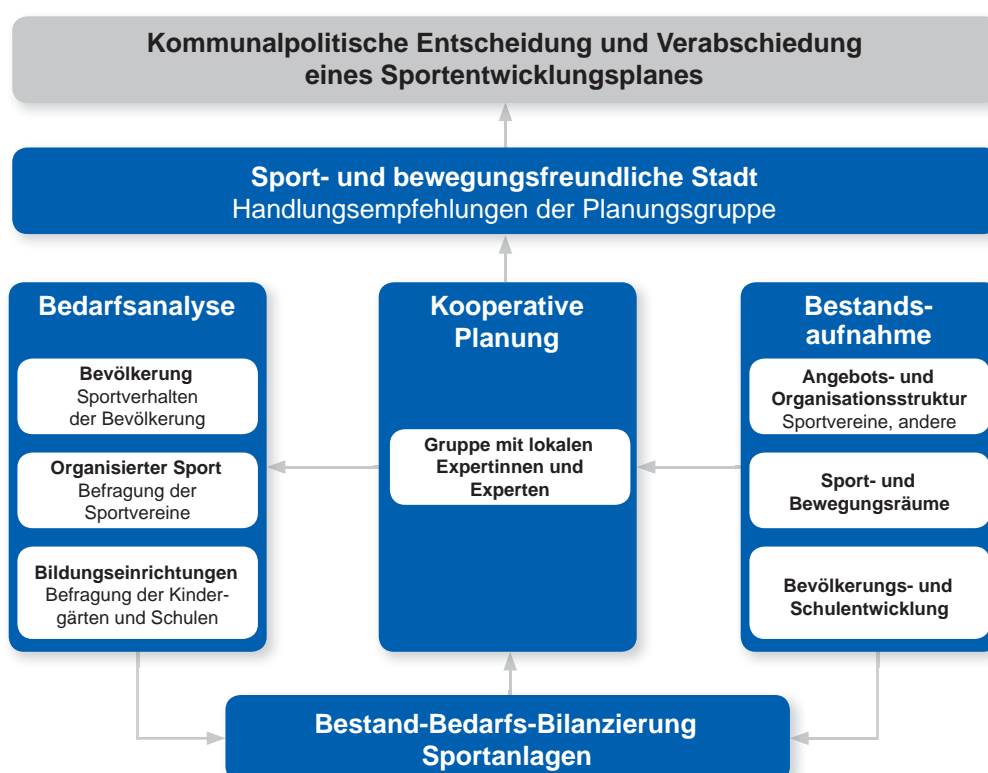 Kommunalpolitische Entscheidung und Verabschiedung
eines Sportentwicklungsplanes
Sport- und bewegungsfreundliche Stadt
Handlungsempfehlungen der Planungsgruppe
Bedarfsanalyse
Bevölkerung
Sportverhalten
der Bevölkerung
Organisierter Sport
Befragung der
Sportvereine
Bildungseinrichtungen
Befragung der Kinder-
gärten und Schulen
Kooperative
Planung
Gruppe mit lokalen
Expertinnen und
Experten
Bestands-
aufnahme
Angebots- und
Organisationsstruktur
Sportvereine, andere
Sport- und
Bewegungsräume
Bevölkerungs- und
Schulentwicklung
Bestand-Bedarfs-Bilanzierung
Sportanlagen